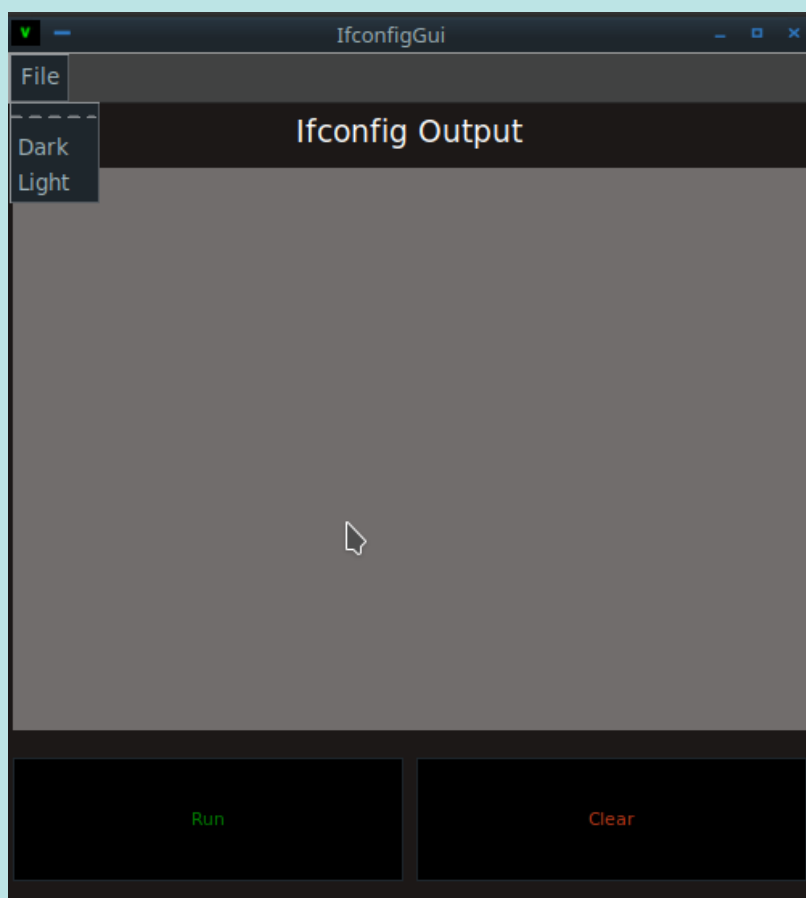 V
IfconfigGui
File
Ifconfig Output
Dark
Light
Run
Clear